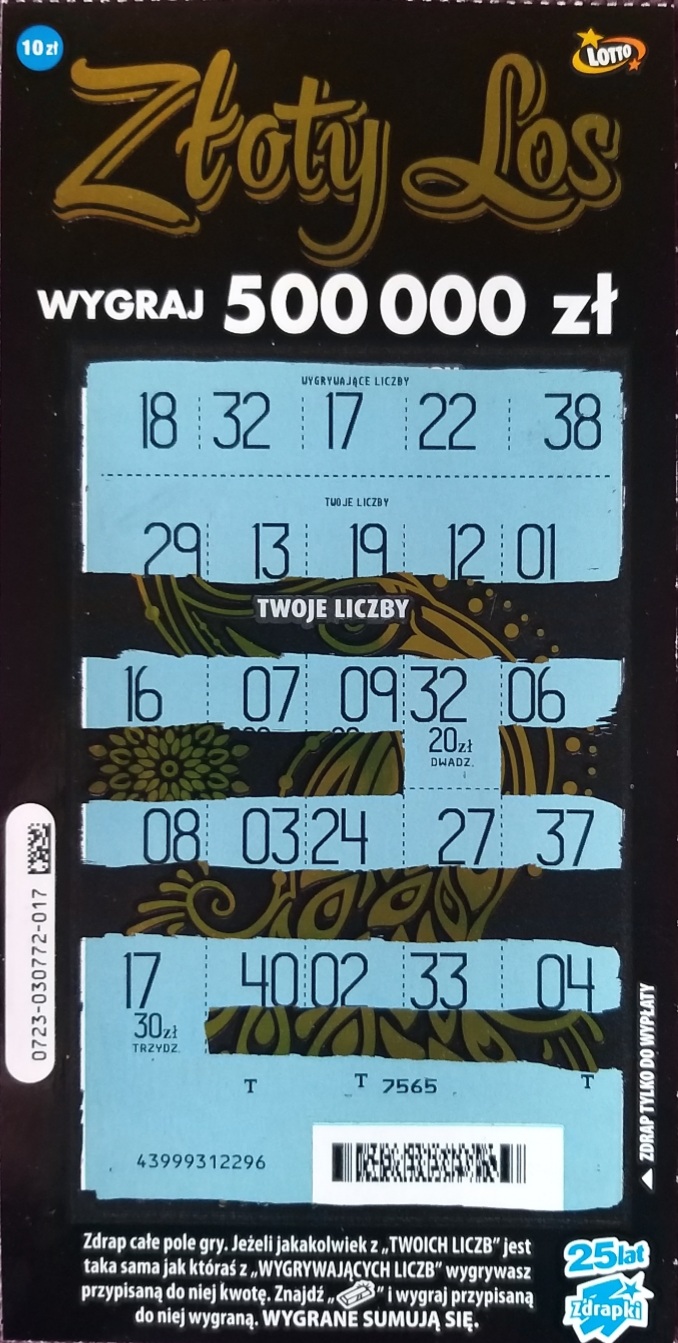 10 zł
LOTTO
Złoty Los
WYGRAJ 500 000 zł
WYGRYWAJĄCE LICZBY
18 32 17 22 38
TWOJE LICZBY
29 13 19 12 01
TWOJE LICZBY
16 07 09 32 06
20zł
DWADZ.
08 03 24 27 37
17 40 02 33 04
30zł
TRZYDZ.
T T 7565 T
43999312296
0723-030772-017
▲ ZDRAP TYLKO DO WYPŁATY
Zdrap całe pole gry. Jeżeli jakakolwiek z „TWOICH LICZB” jest
taka sama jak któraś z „WYGRYWAJĄCYCH LICZB” wygrywasz
przypisaną do niej kwotę. Znajdź „ ” i wygraj przypisaną
do niej wygraną. WYGRANE SUMUJĄ SIĘ.
25 lat
Zdrapki